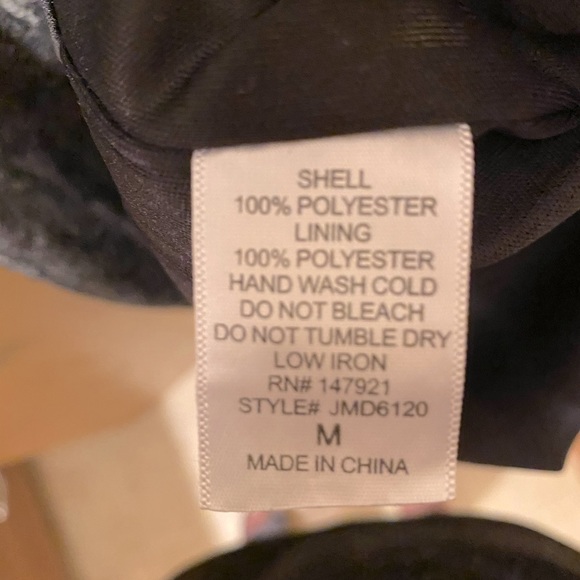 SHELL
100% POLYESTER
LINING
100% POLYESTER
HAND WASH COLD
DO NOT BLEACH
DO NOT TUMBLE DRY
LOW IRON
RN# 147921
STYLE# JMD6120
M
MADE IN CHINA